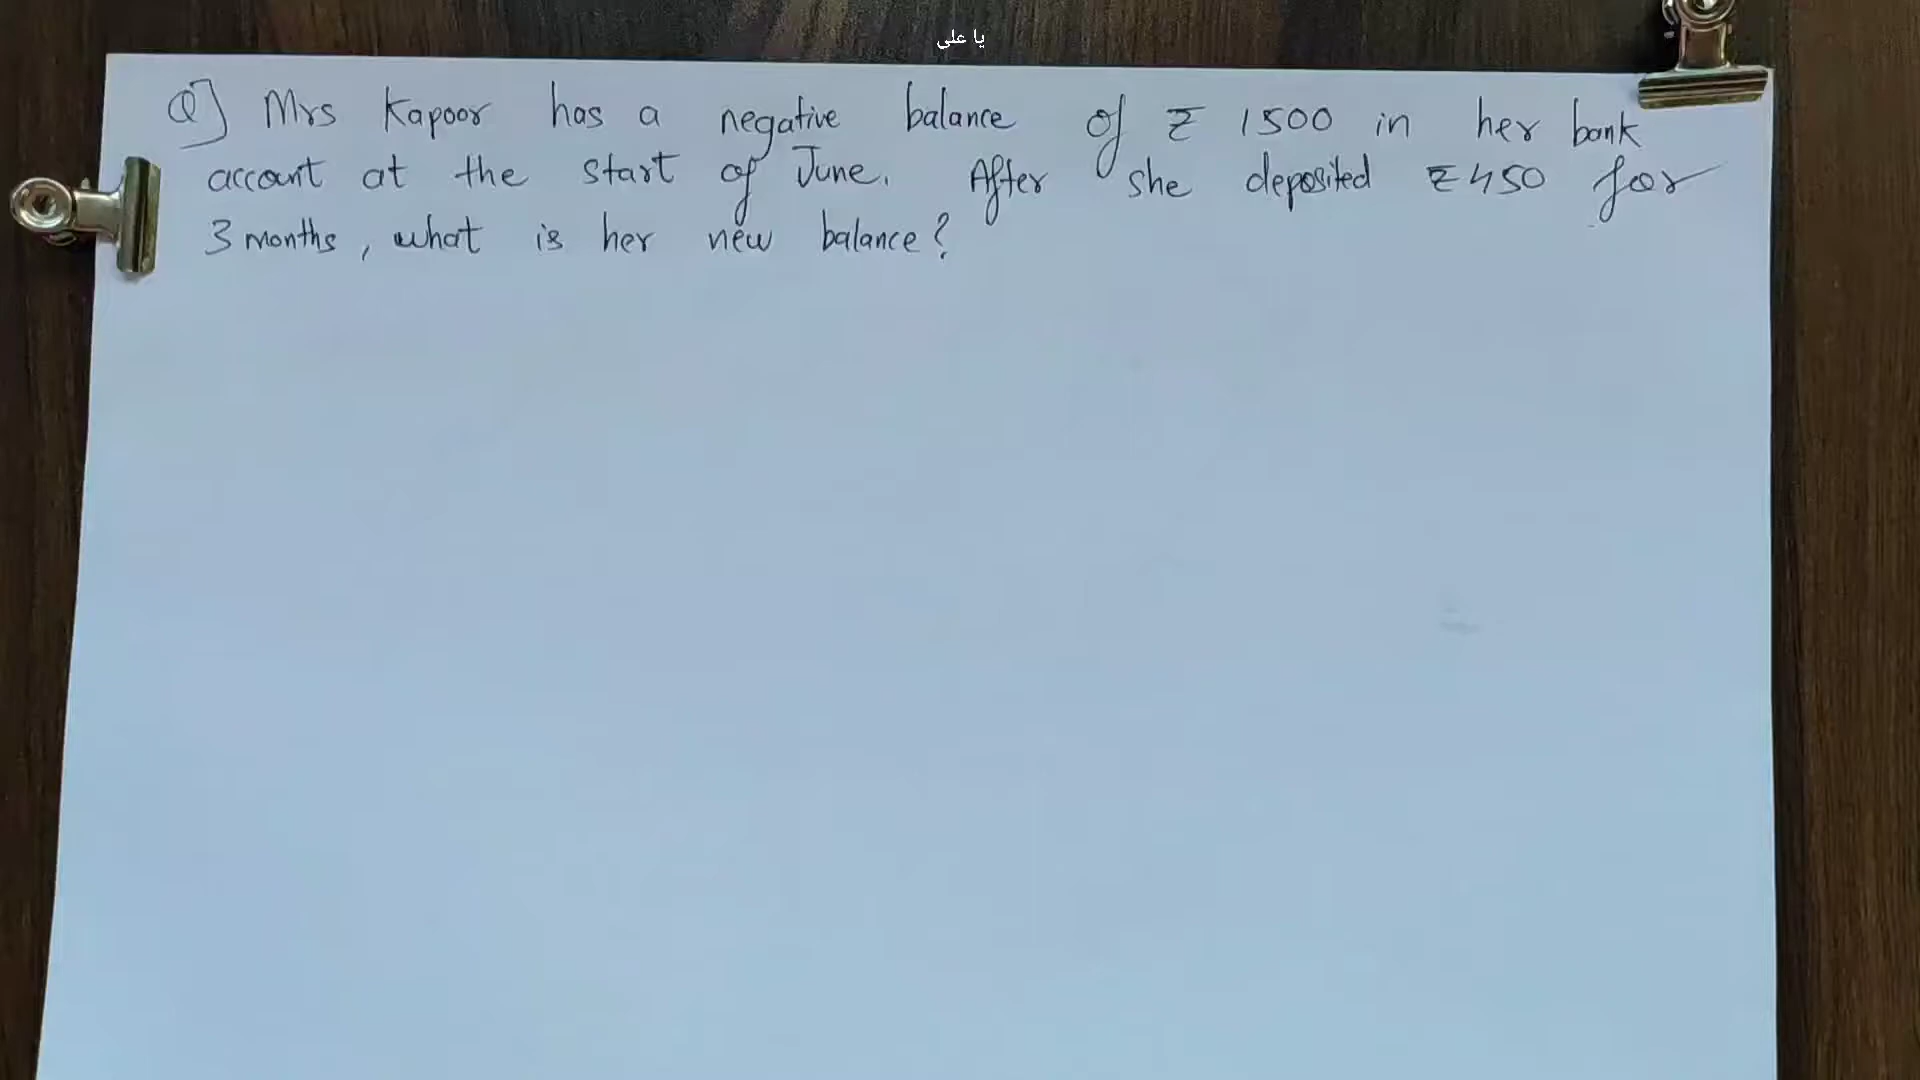 یا علی
Q] Mrs Kapoor has a negative balance of ₹ 1500 in her bank
account at the start of June. After she deposited ₹450 for
3 months, what is her new balance?